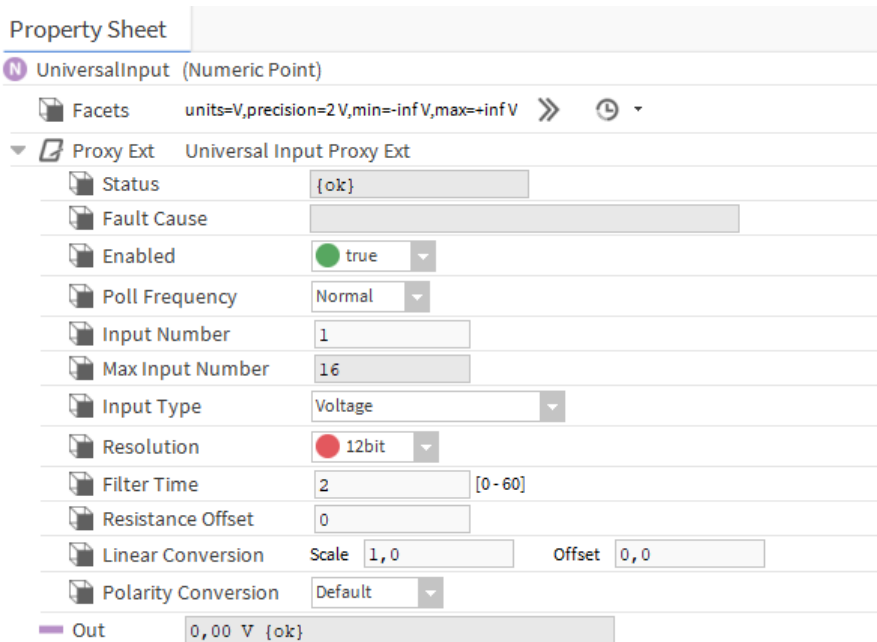 Property Sheet
N UniversalInput (Numeric Point)
Facets units=V,precision=2 V,min=-inf V,max=+inf V
Proxy Ext Universal Input Proxy Ext
Status {ok}
Fault Cause
Enabled true
Poll Frequency Normal
Input Number 1
Max Input Number 16
Input Type Voltage
Resolution 12bit
Filter Time 2 [0 - 60]
Resistance Offset 0
Linear Conversion Scale 1,0 Offset 0,0
Polarity Conversion Default
Out 0,00 V {ok}